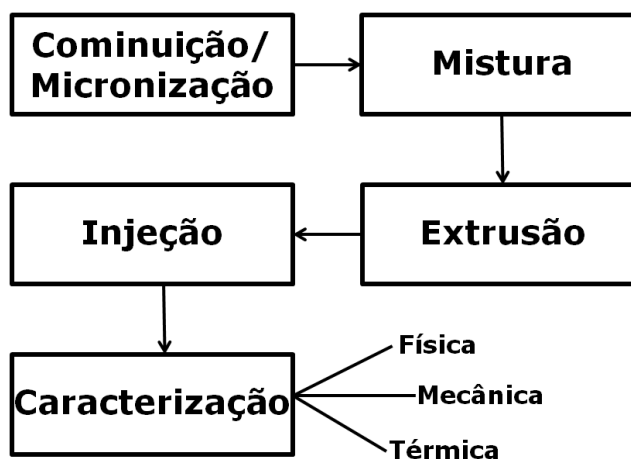 Cominuição/
Micronização
Mistura
Injeção
Extrusão
Caracterização
Física
Mecânica
Térmica